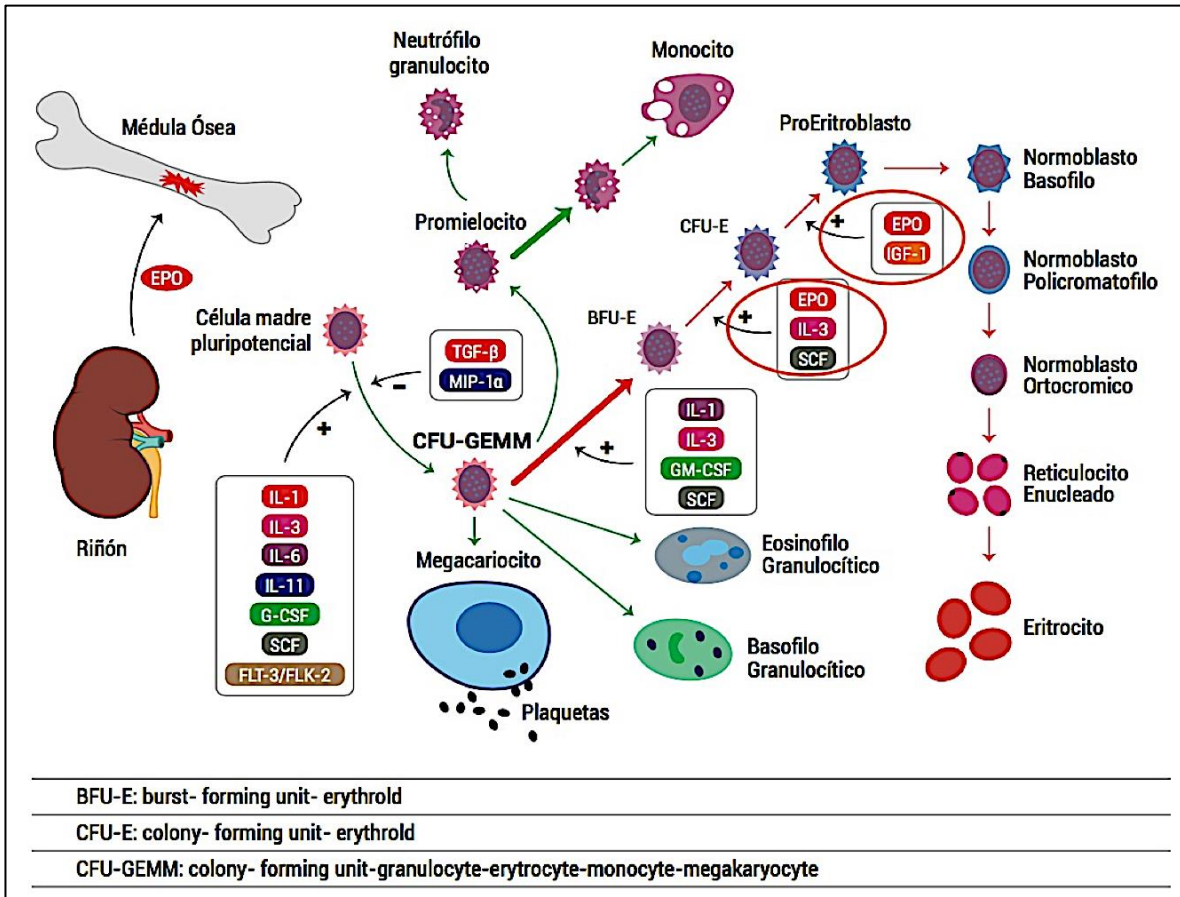 Neutrófilo
granulocito
Monocito
Médula Ósea
ProEritroblasto
Normoblasto
Basofilo
Promielocito
CFU-E
EPO
IGF-1
EPO
Célula madre
pluripotencial
BFU-E
EPO
IL-3
SCF
Normoblasto
Policromatofilo
TGF-β
MIP-1α
Normoblasto
Ortocromico
CFU-GEMM
IL-1
IL-3
GM-CSF
SCF
Riñón
IL-1
IL-3
IL-6
IL-11
G-CSF
SCF
FLT-3/FLK-2
Megacariocito
Plaquetas
Eosinofilo
Granulocítico
Basofilo
Granulocítico
Reticulocito
Enucleado
Eritrocito
+
-
+
+
+
BFU-E: burst- forming unit- erythrold
CFU-E: colony- forming unit- erythrold
CFU-GEMM: colony- forming unit-granulocyte-erytrocyte-monocyte-megakaryocyte